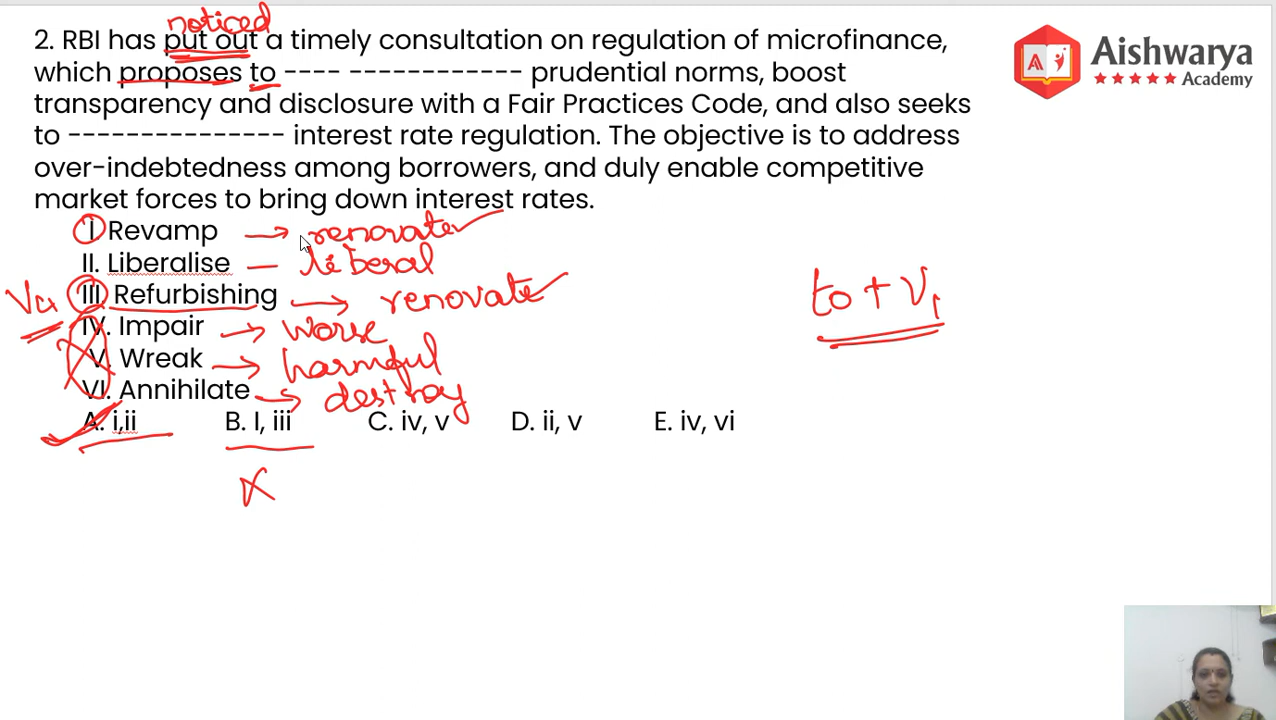 noticed
2. RBI has put out a timely consultation on regulation of microfinance,
which proposes to ---- ------------ prudential norms, boost
transparency and disclosure with a Fair Practices Code, and also seeks
to --------------- interest rate regulation. The objective is to address
over-indebtedness among borrowers, and duly enable competitive
market forces to bring down interest rates.
I Revamp → renovate ✓
II. Liberalise — liberal
V4 III. Refurbishing → renovate ✓
IV. Impair → worse
V. Wreak → harmful
VI. Annihilate → destroy
A. i,ii B. I, iii C. iv, v D. ii, v E. iv, vi
to + V1
Aishwarya
Academy